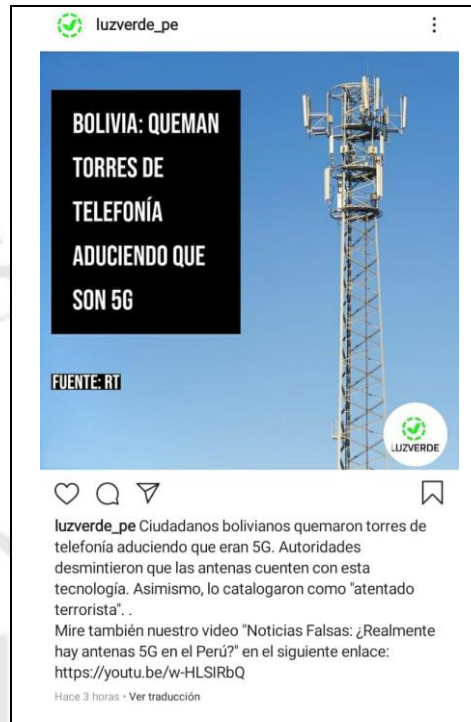 luzverde_pe
BOLIVIA: QUEMAN
TORRES DE
TELEFONÍA
ADUCIENDO QUE
SON 5G
FUENTE: RT
LUZVERDE
luzverde_pe Ciudadanos bolivianos quemaron torres de
telefonía aduciendo que eran 5G. Autoridades
desmintieron que las antenas cuenten con esta
tecnología. Asimismo, lo catalogaron como "atentado
terrorista". .
Mire también nuestro video "Noticias Falsas: ¿Realmente
hay antenas 5G en el Perú?" en el siguiente enlace:
https://youtu.be/w-HLSIRbQ
Hace 3 horas • Ver traducción